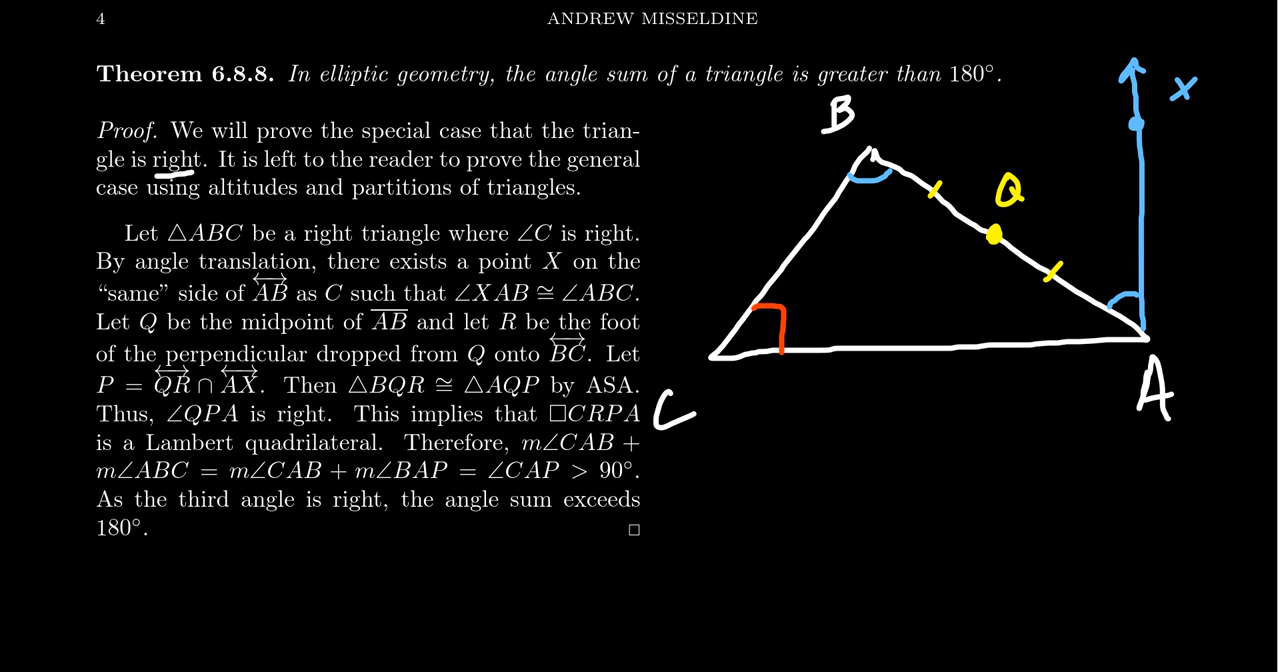 4 ANDREW MISSELDINE
Theorem 6.8.8. In elliptic geometry, the angle sum of a triangle is greater than 180°.
Proof. We will prove the special case that the trian-
gle is right. It is left to the reader to prove the general
case using altitudes and partitions of triangles.
Let △ABC be a right triangle where ∠C is right.
By angle translation, there exists a point X on the
“same” side of \overleftrightarrow{AB} as C such that ∠XAB ≅ ∠ABC.
Let Q be the midpoint of \overline{AB} and let R be the foot
of the perpendicular dropped from Q onto \overleftrightarrow{BC}. Let
P = \overleftrightarrow{QR} ∩ \overleftrightarrow{AX}. Then △BQR ≅ △AQP by ASA.
Thus, ∠QPA is right. This implies that □CRPA
is a Lambert quadrilateral. Therefore, m∠CAB +
m∠ABC = m∠CAB + m∠BAP = ∠CAP > 90°.
As the third angle is right, the angle sum exceeds
180°. □
B
X
Q
C
A